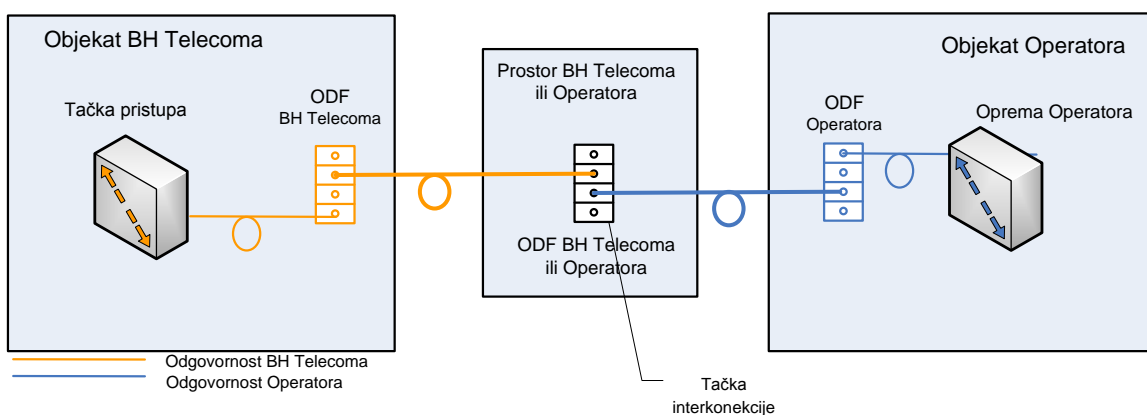 Objekat BH Telecoma
Tačka pristupa
ODF
BH Telecoma
Prostor BH Telecoma
ili Operatora
ODF BH Telecoma
ili Operatora
Objekat Operatora
ODF
Operatora
Oprema Operatora
Odgovornost BH Telecoma
Odgovornost Operatora
Tačka
interkonekcije